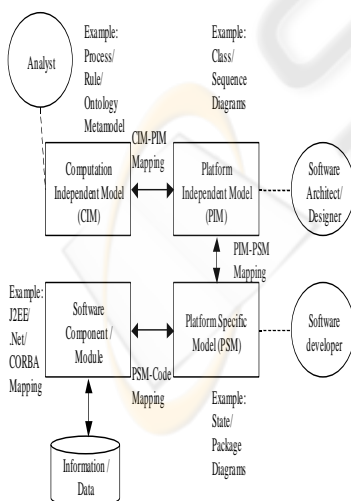 Analyst
Example:
Process/
Rule/
Ontology
Metamodel
Example:
Class/
Sequence
Diagrams
CIM-PIM
Mapping
Computation
Independent Model
(CIM)
Platform
Independent Model
(PIM)
Software
Architect/
Designer
PIM-PSM
Mapping
Example:
J2EE/
.Net/
CORBA
Mapping
Software
Component /
Module
Platform Specific
Model (PSM)
Software
developer
PSM-Code
Mapping
Example:
State/
Package
Diagrams
Information /
Data